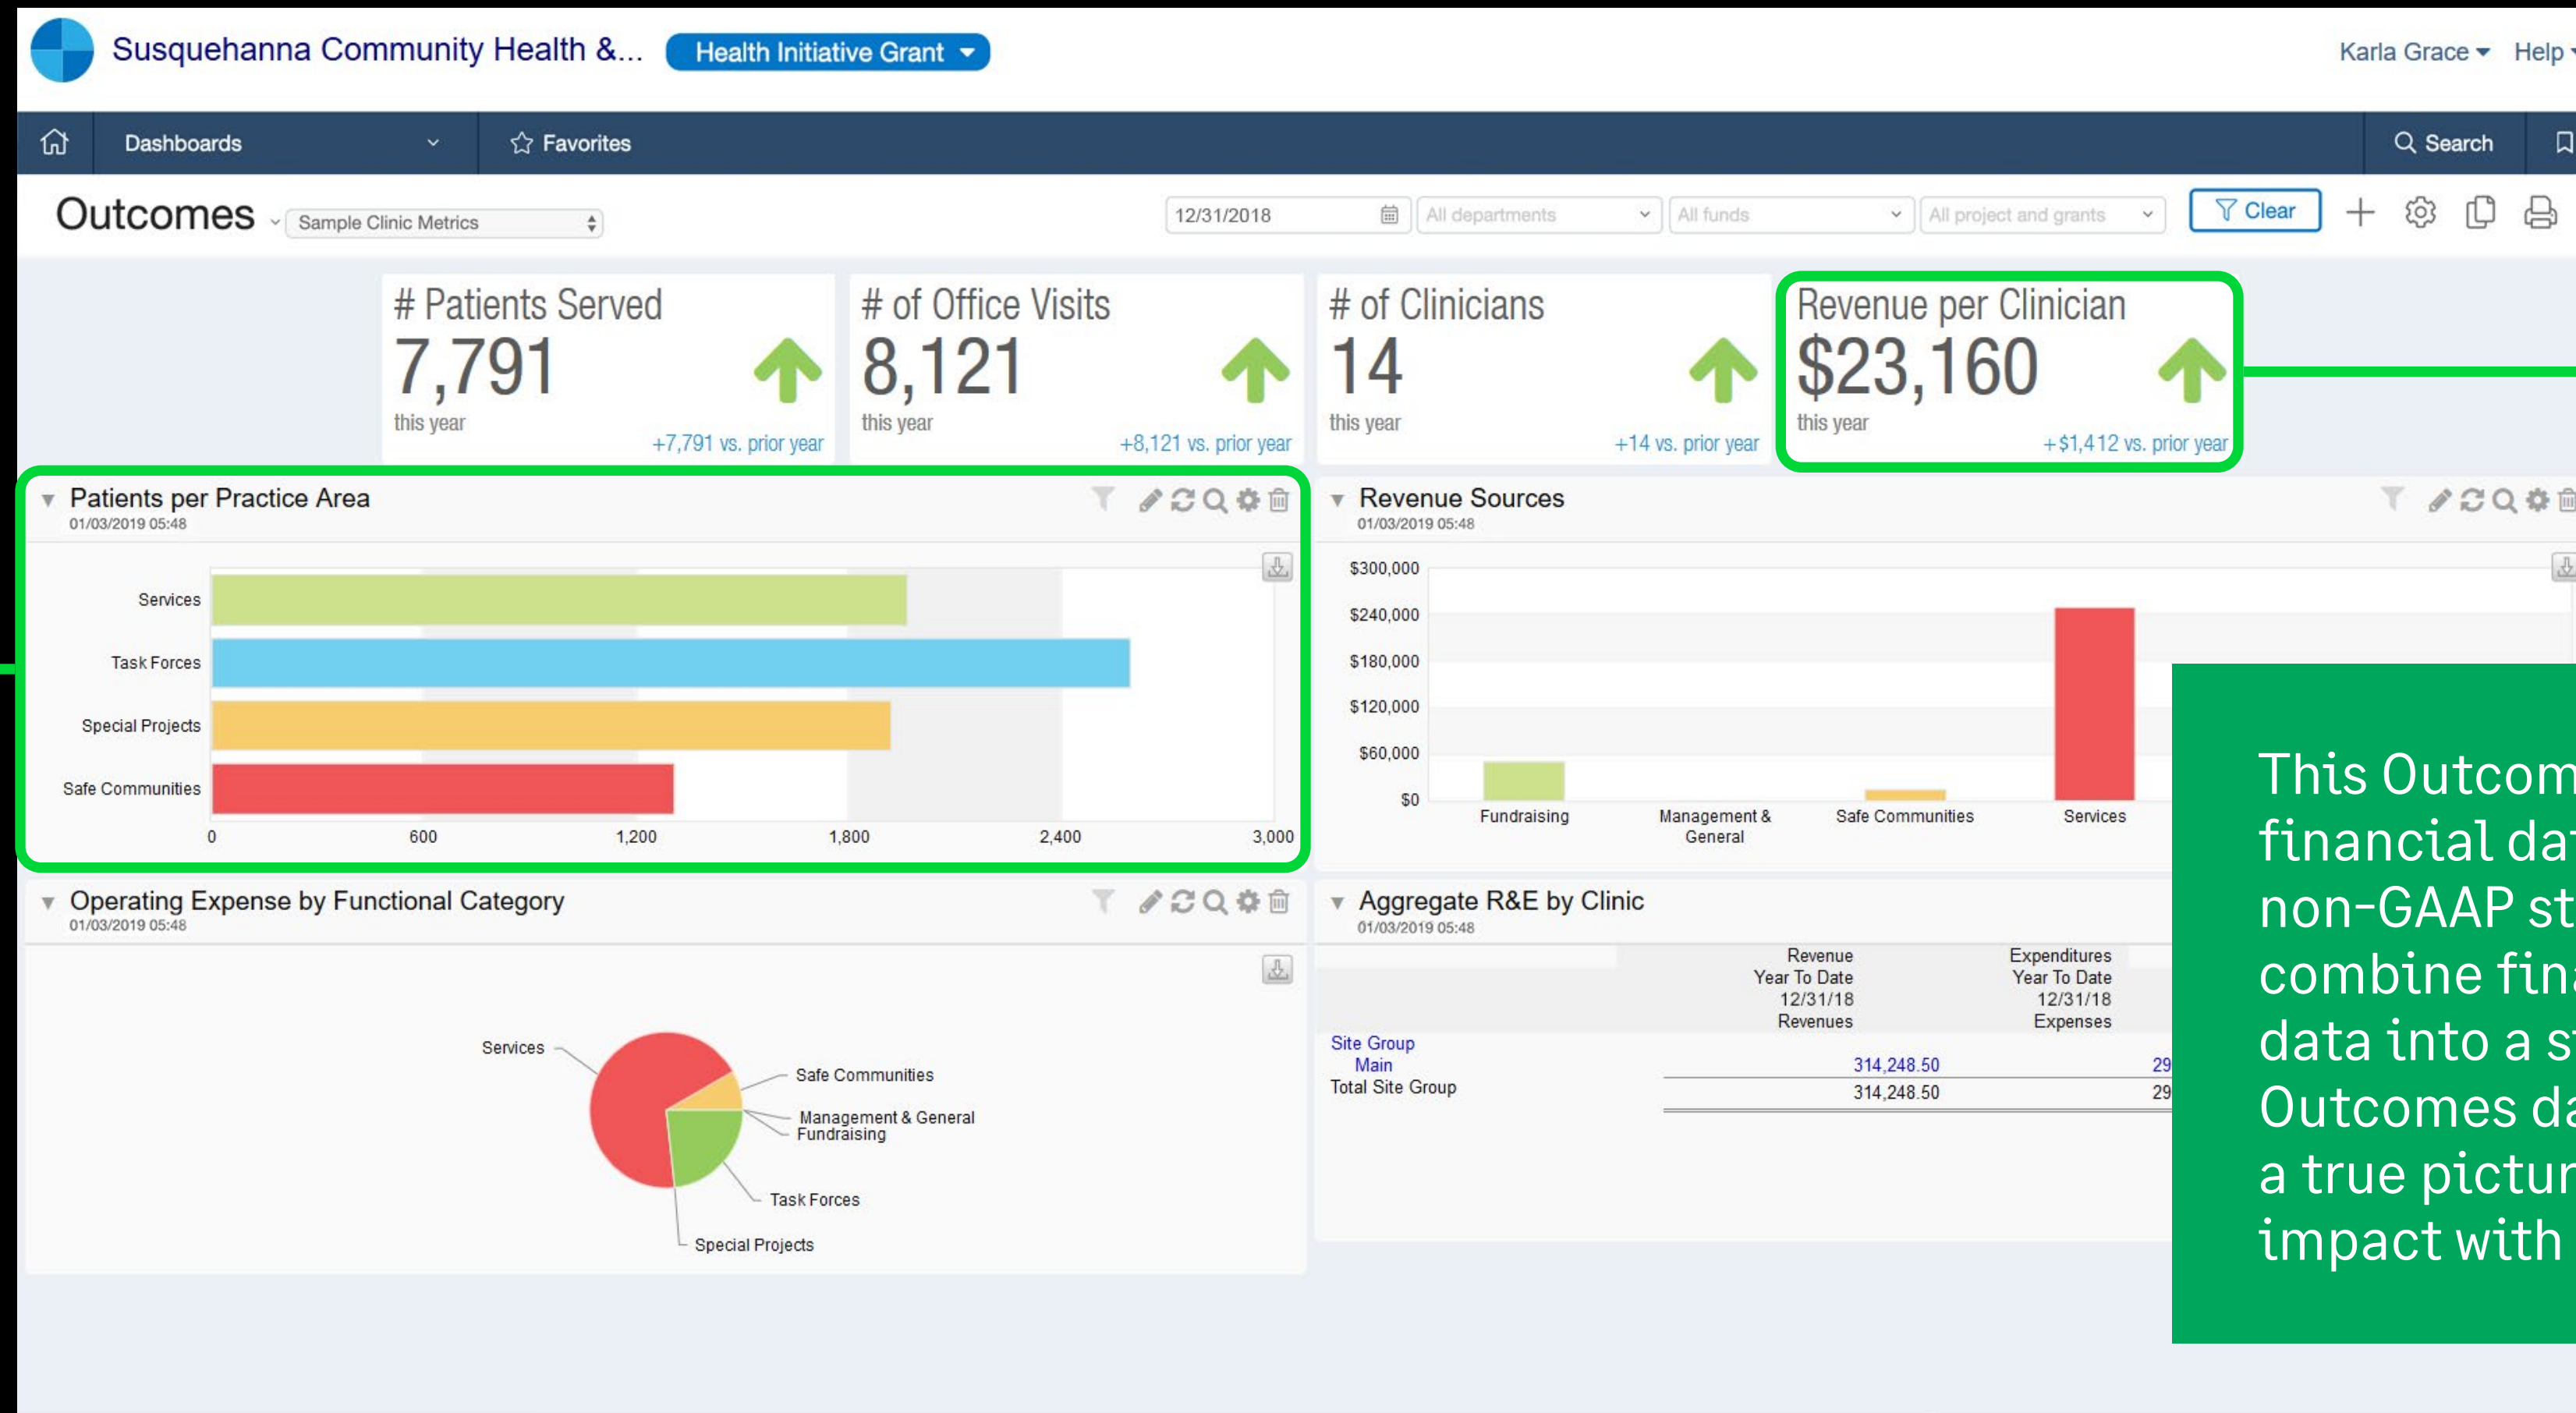 Susquehanna Community Health &...
Health Initiative Grant
Karla Grace
Help
Dashboards
Favorites
Search
Outcomes
Sample Clinic Metrics
12/31/2018
All departments
All funds
All project and grants
Clear
# Patients Served
7,791
this year
+7,791 vs. prior year
# of Office Visits
8,121
this year
+8,121 vs. prior year
# of Clinicians
14
this year
+14 vs. prior year
Revenue per Clinician
$23,160
this year
+$1,412 vs. prior year
Patients per Practice Area
01/03/2019 05:48
Services
Task Forces
Special Projects
Safe Communities
0 600 1,200 1,800 2,400 3,000
Revenue Sources
01/03/2019 05:48
$300,000
$240,000
$180,000
$120,000
$60,000
$0
Fundraising
Management &
General
Safe Communities
Services
Operating Expense by Functional Category
01/03/2019 05:48
Services
Safe Communities
Management & General
Fundraising
Task Forces
Special Projects
Aggregate R&E by Clinic
01/03/2019 05:48
Revenue Expenditures
Year To Date Year To Date
12/31/18 12/31/18
Revenues Expenses
Site Group
Main 314,248.50 29
Total Site Group 314,248.50 29
This Outcom
financial da
non-GAAP st
combine fina
data into a s
Outcomes da
a true pictur
impact with